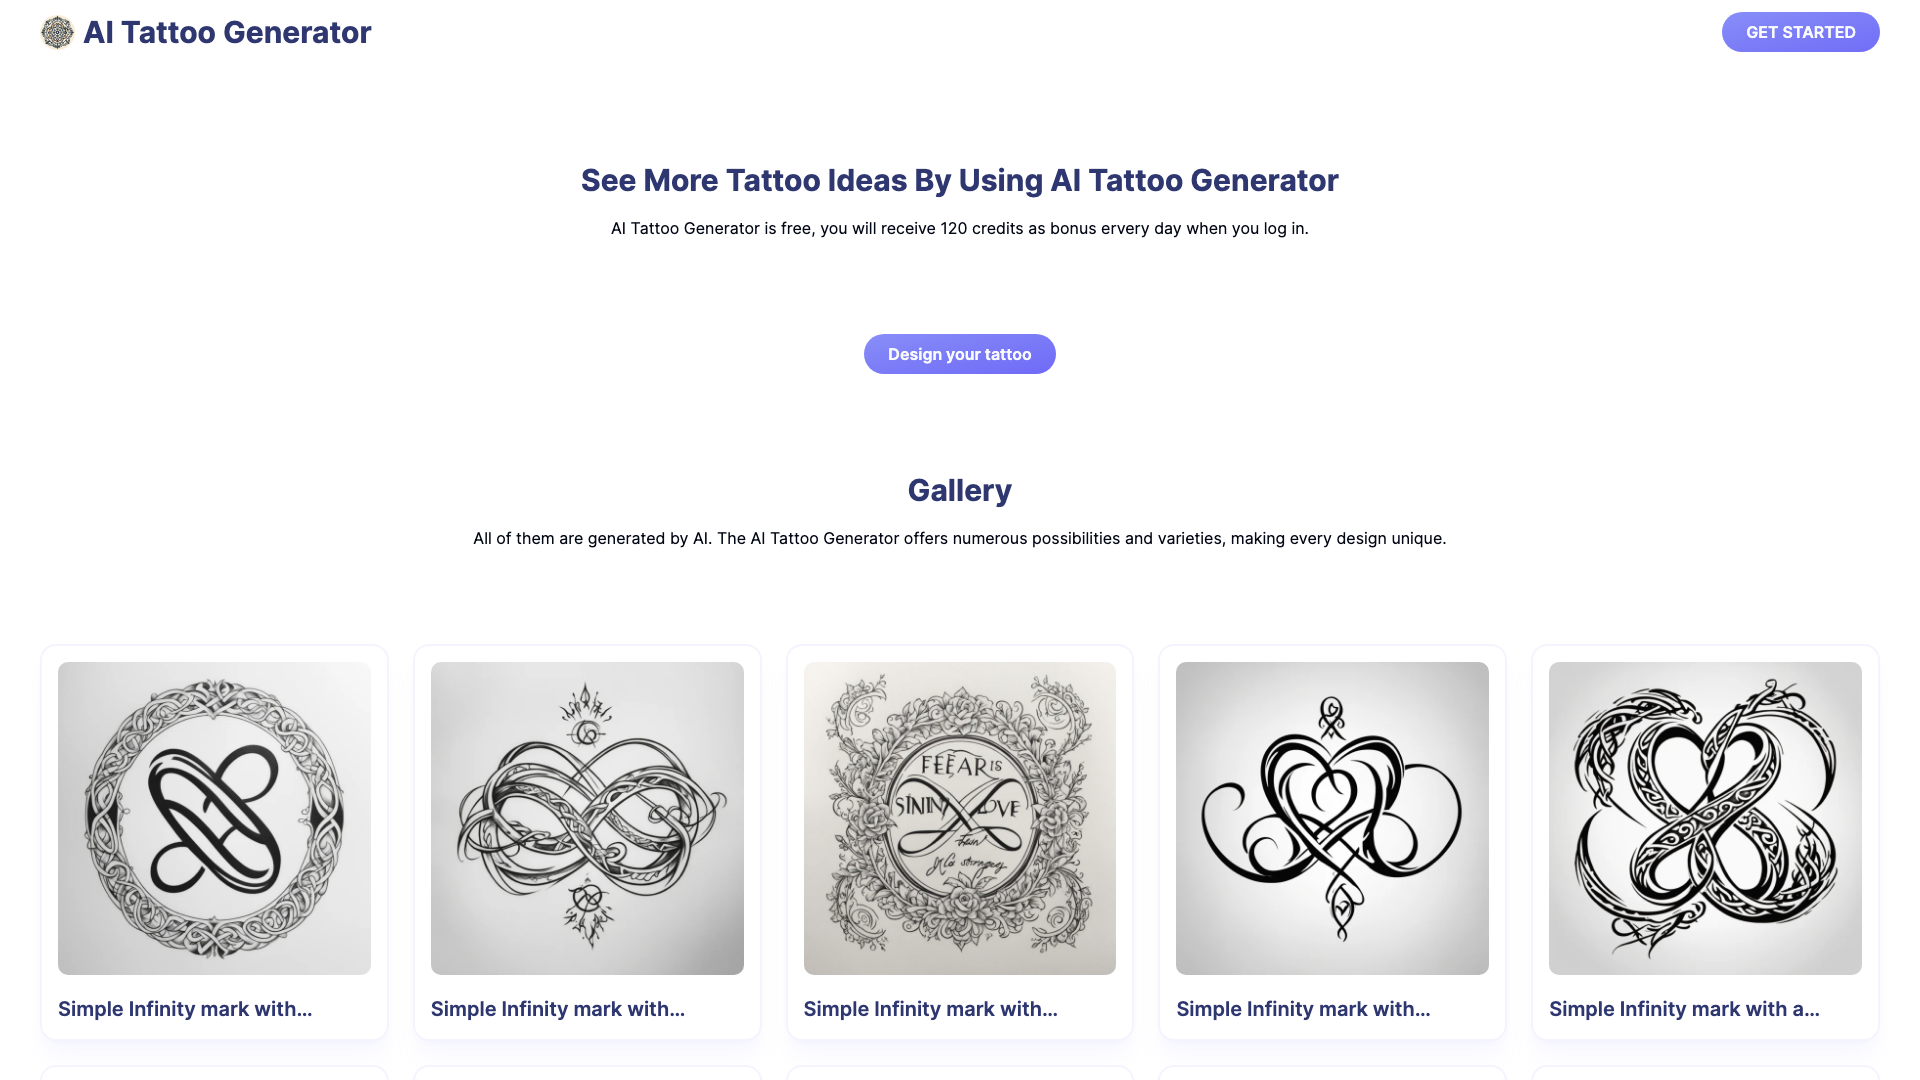 AI Tattoo Generator
GET STARTED
See More Tattoo Ideas By Using AI Tattoo Generator
AI Tattoo Generator is free, you will receive 120 credits as bonus ervery day when you log in.
Design your tattoo
Gallery
All of them are generated by AI. The AI Tattoo Generator offers numerous possibilities and varieties, making every design unique.
FEEAR IS
LOVE
Simple Infinity mark with...
Simple Infinity mark with...
Simple Infinity mark with...
Simple Infinity mark with...
Simple Infinity mark with a...